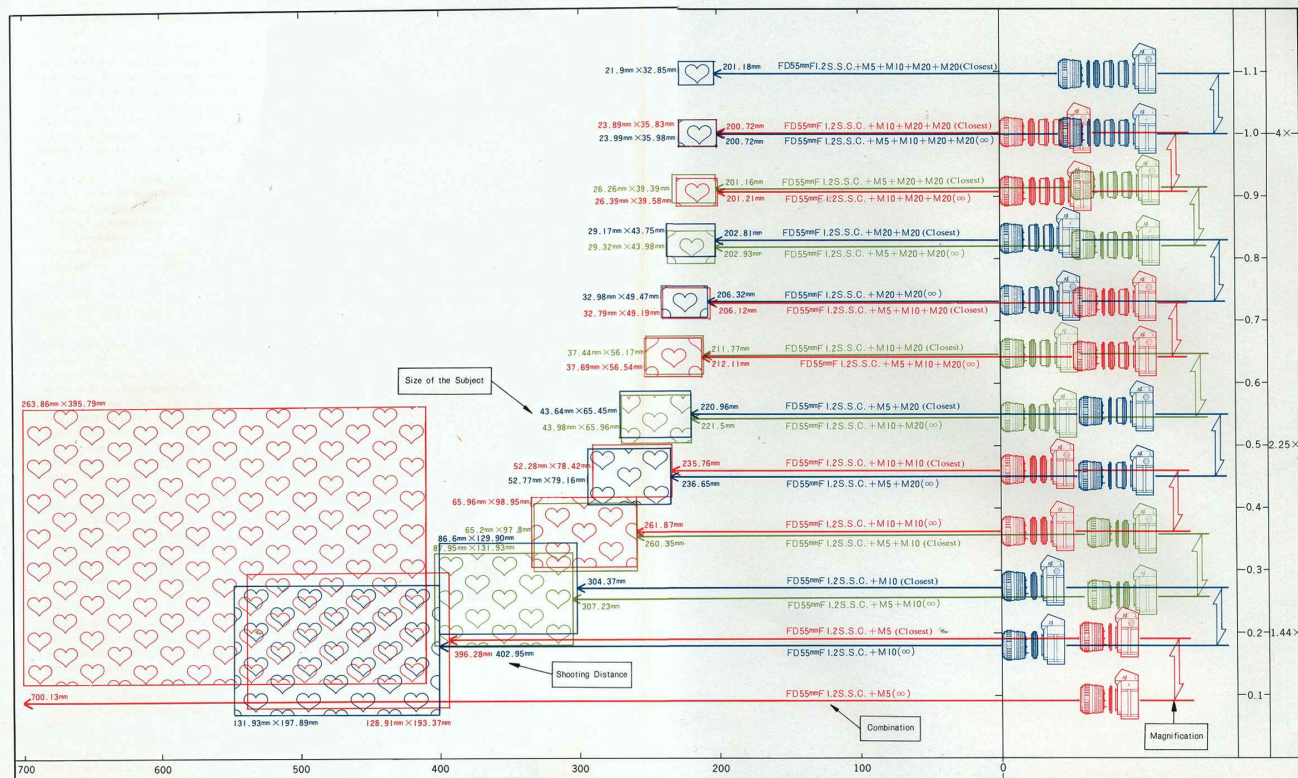 21.9mm×32.85mm 201.18mm FD55mmF1.2S.S.C.+M5+M10+M20+M20(Closest) 1.1
23.89mm×35.83mm 200.72mm FD55mmF1.2S.S.C.+M10+M20+M20(Closest)
1.0 4×
23.99mm×35.98mm 200.72mm FD55mmF1.2S.S.C.+M5+M10+M20+M20(∞)
26.26mm×39.39mm 201.16mm FD55mmF1.2S.S.C.+M5+M20+M20(Closest)
0.9
26.39mm×39.58mm 201.21mm FD55mmF1.2S.S.C.+M10+M20+M20(∞)
29.17mm×43.75mm 202.81mm FD55mmF1.2S.S.C.+M20+M20(Closest)
29.32mm×43.98mm 202.93mm FD55mmF1.2S.S.C.+M5+M20+M20(∞)
0.8
32.98mm×49.47mm 206.32mm FD55mmF1.2S.S.C.+M20+M20(∞)
32.79mm×49.19mm 206.12mm FD55mmF1.2S.S.C.+M5+M10+M20(Closest)
0.7
37.44mm×56.17mm 211.77mm FD55mmF1.2S.S.C.+M10+M20(Closest)
37.69mm×56.54mm 212.11mm FD55mmF1.2S.S.C.+M5+M10+M20(∞)
Size of the Subject
0.6
263.86mm×395.79mm
43.64mm×65.45mm 220.96mm FD55mmF1.2S.S.C.+M5+M20(Closest)
43.98mm×65.96mm 221.5mm FD55mmF1.2S.S.C.+M10+M20(∞)
0.5 2.25×
52.28mm×78.42mm 235.76mm FD55mmF1.2S.S.C.+M10+M10(Closest)
52.77mm×79.16mm 236.65mm FD55mmF1.2S.S.C.+M5+M20(∞)
65.96mm×98.95mm
0.4
261.87mm FD55mmF1.2S.S.C.+M10+M10(∞)
65.2mm×97.8mm
86.6mm×129.90mm
260.35mm FD55mmF1.2S.S.C.+M5+M10(Closest)
87.95mm×131.93mm
0.3
304.37mm FD55mmF1.2S.S.C.+M10(Closest)
307.23mm FD55mmF1.2S.S.C.+M5+M10(∞)
FD55mmF1.2S.S.C.+M5(Closest) 0.2 1.44×
396.28mm 402.95mm FD55mmF1.2S.S.C.+M10(∞)
Shooting Distance
700.13mm FD55mmF1.2S.S.C.+M5(∞) 0.1
131.93mm×197.89mm 128.91mm×193.37mm
Combination
Magnification
700 600 500 400 300 200 100 0